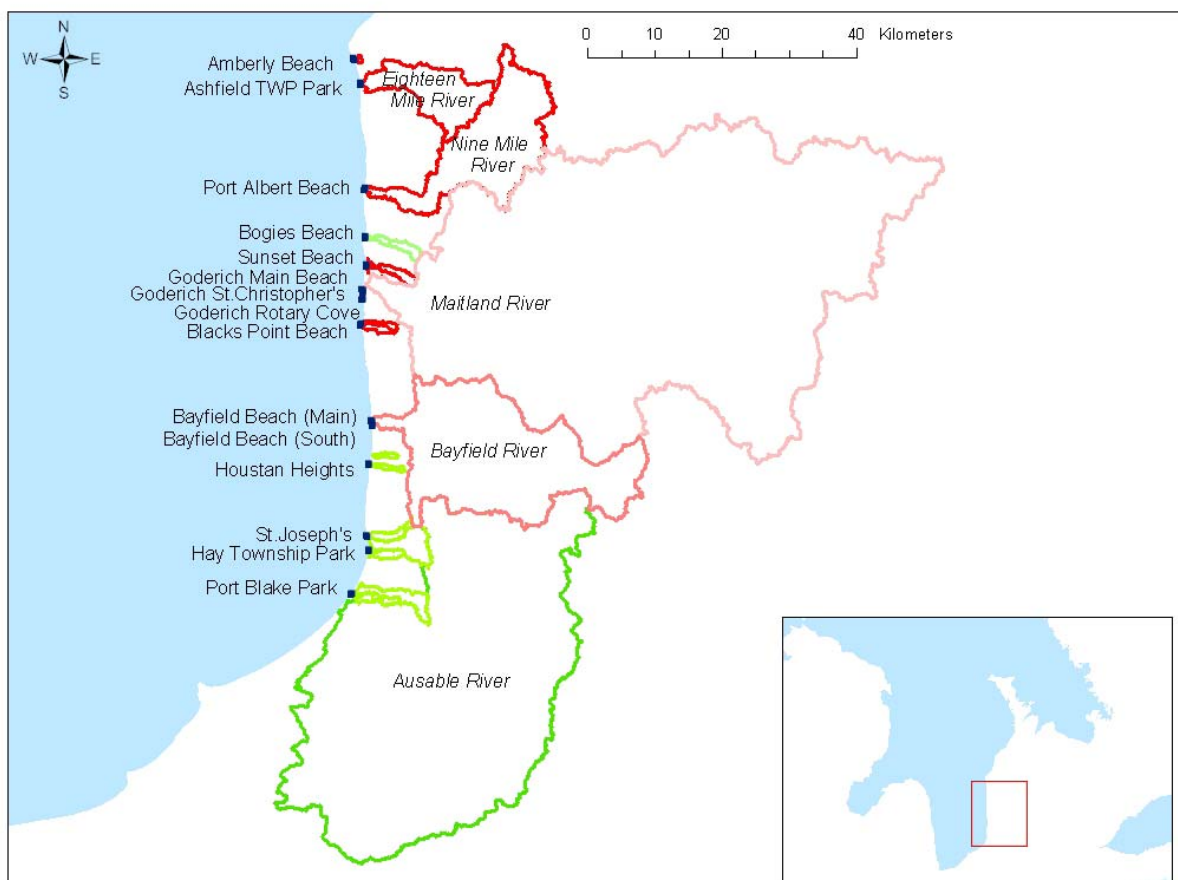 N
W E
S
0 10 20 40 Kilometers
Amberly Beach
Ashfield TWP Park
Eighteen
Mile River
Nine Mile
River
Port Albert Beach
Bogies Beach
Sunset Beach
Goderich Main Beach
Goderich St.Christopher's
Goderich Rotary Cove
Blacks Point Beach
Maitland River
Bayfield Beach (Main)
Bayfield Beach (South)
Houstan Heights
Bayfield River
St.Joseph's
Hay Township Park
Port Blake Park
Ausable River